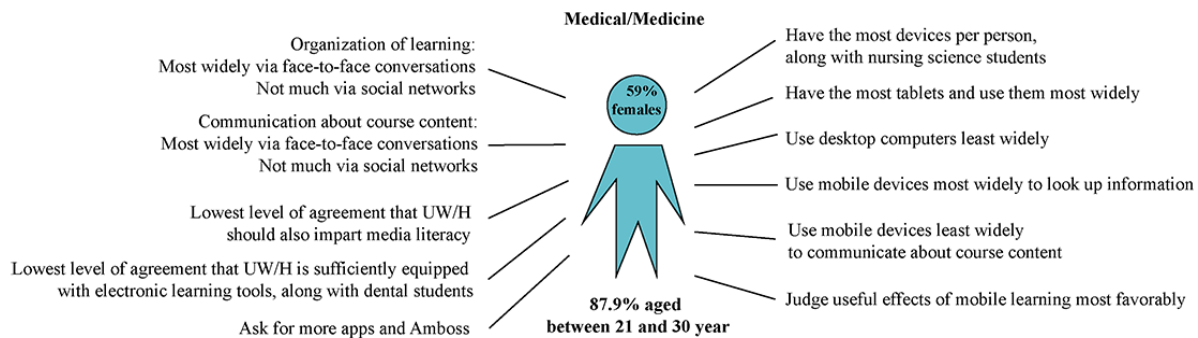 Medical/Medicine
Organization of learning:
Most widely via face-to-face conversations
Not much via social networks
Communication about course content:
Most widely via face-to-face conversations
Not much via social networks
Lowest level of agreement that UW/H
should also impart media literacy
Lowest level of agreement that UW/H is sufficiently equipped
with electronic learning tools, along with dental students
Ask for more apps and Amboss
59%
females
87.9% aged
between 21 and 30 year
Have the most devices per person,
along with nursing science students
Have the most tablets and use them most widely
Use desktop computers least widely
Use mobile devices most widely to look up information
Use mobile devices least widely
to communicate about course content
Judge useful effects of mobile learning most favorably